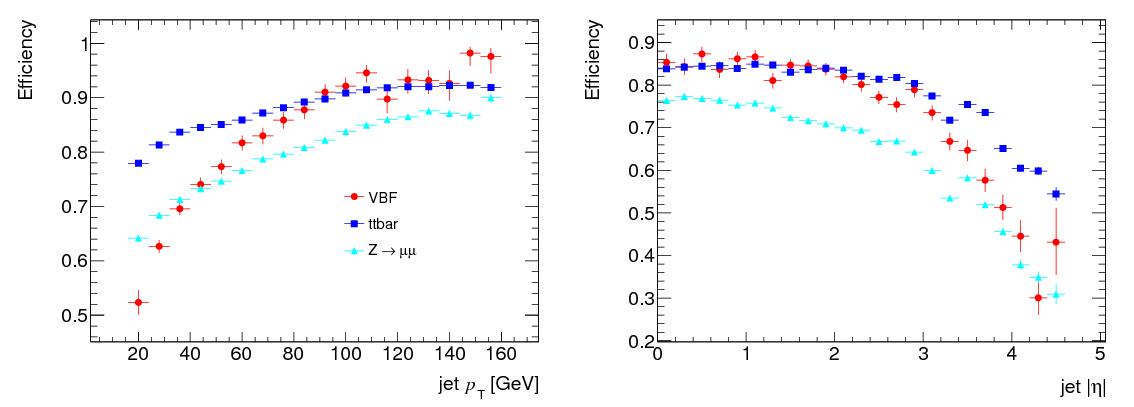 Efficiency
1
0.9
0.8
0.7
0.6
0.5
VBF
ttbar
Z → μμ
20 40 60 80 100 120 140 160
jet pT [GeV]
Efficiency
0.9
0.8
0.7
0.6
0.5
0.4
0.3
0.2
0 1 2 3 4 5
jet |η|